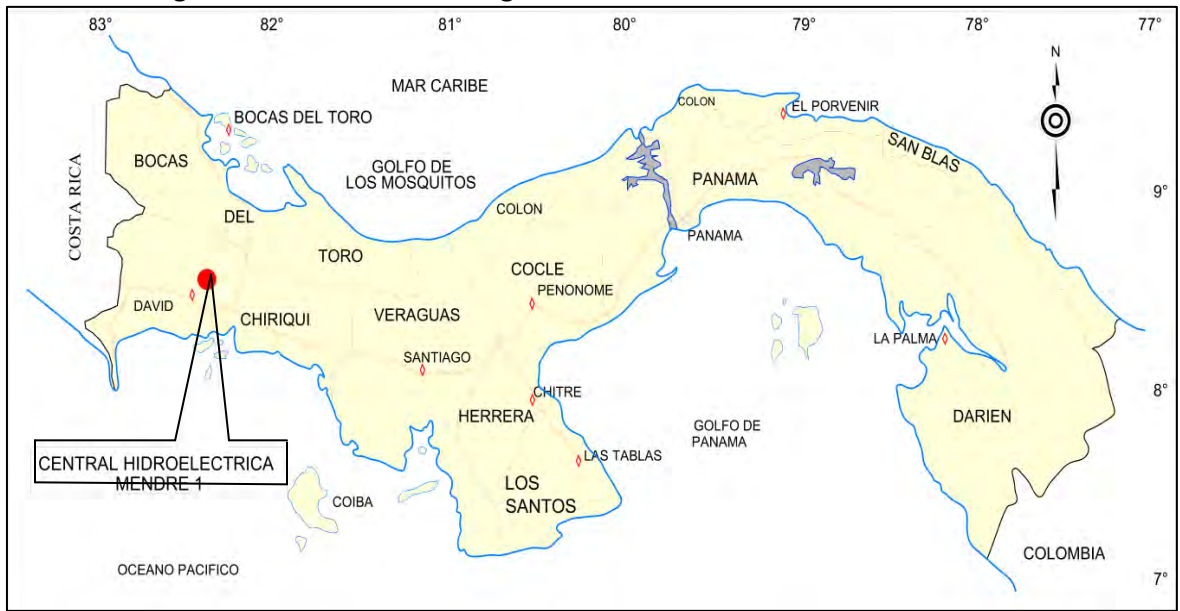 83°
82°
81°
80°
79°
78°
77°
N
MAR CARIBE
COLON
EL PORVENIR
BOCAS DEL TORO
SAN BLAS
BOCAS
GOLFO DE
LOS MOSQUITOS
PANAMA
9°
COSTA RICA
DEL
COLON
TORO
PANAMA
COCLE
PENONOME
DAVID
CHIRIQUI
VERAGUAS
LA PALMA
SANTIAGO
8°
CHITRE
HERRERA
DARIEN
GOLFO DE
PANAMA
LAS TABLAS
CENTRAL HIDROELECTRICA
MENDRE 1
LOS
SANTOS
COIBA
COLOMBIA
OCEANO PACIFICO
7°